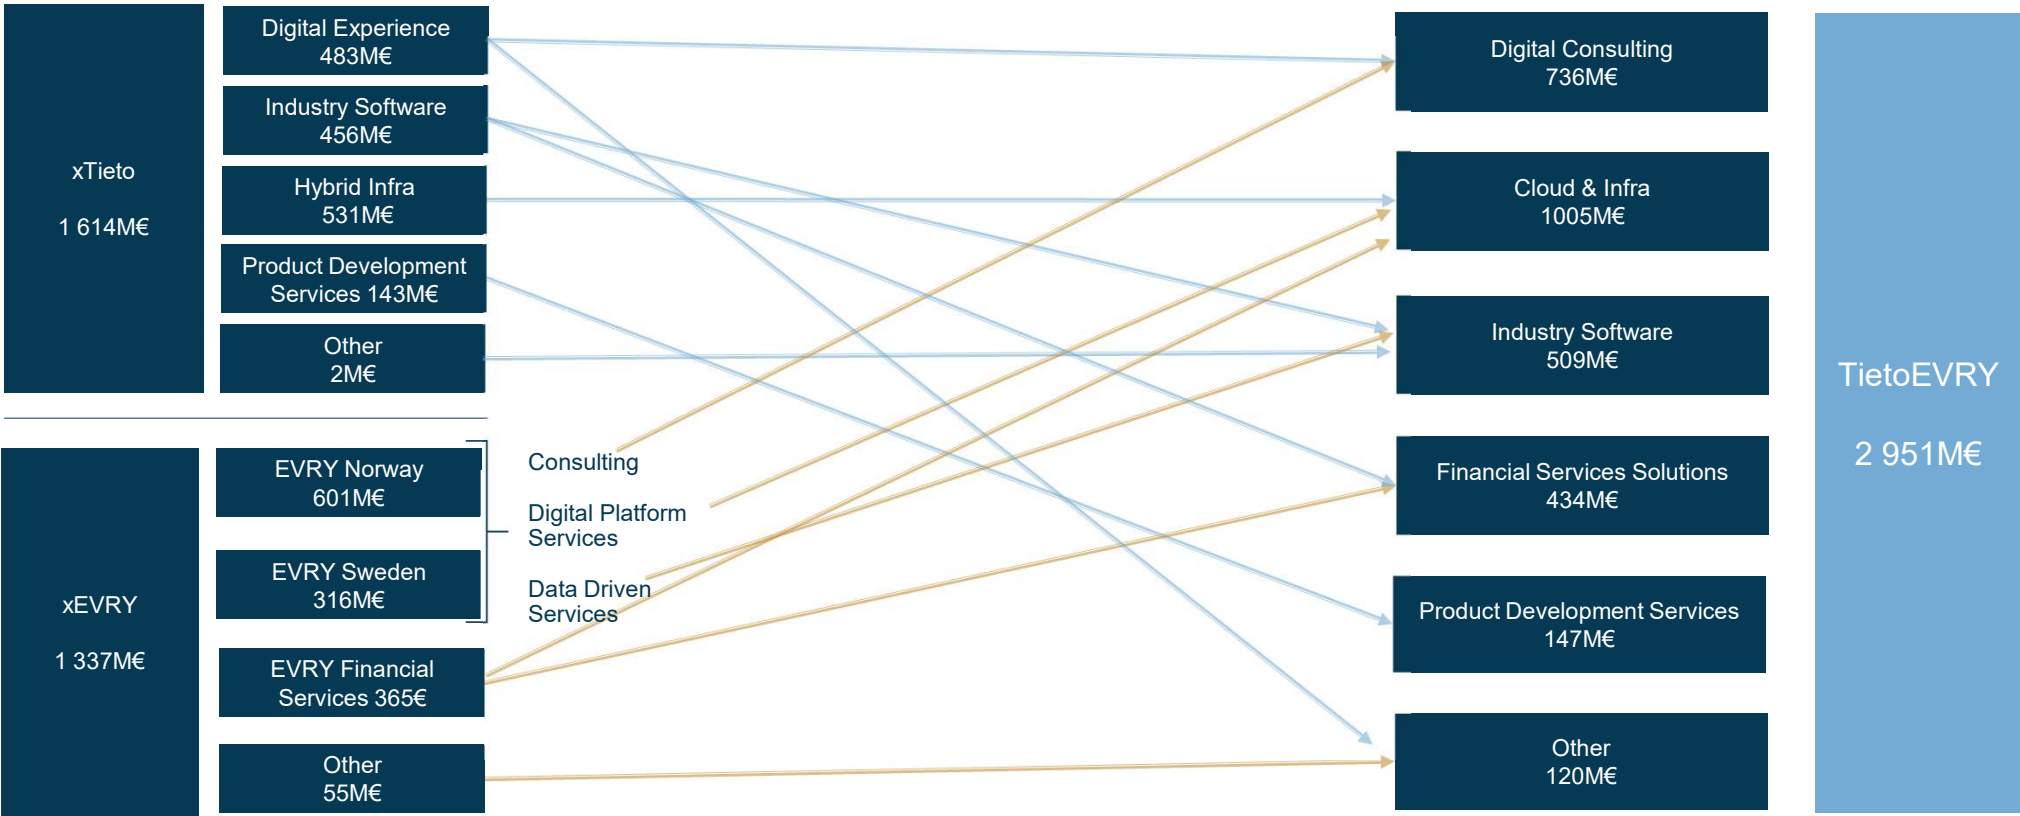 xTieto
1 614M€
Digital Experience
483M€
Industry Software
456M€
Hybrid Infra
531M€
Product Development
Services 143M€
Other
2M€
xEVRY
1 337M€
EVRY Norway
601M€
EVRY Sweden
316M€
EVRY Financial
Services 365€
Other
55M€
Consulting
Digital Platform
Services
Data Driven
Services
Digital Consulting
736M€
Cloud & Infra
1005M€
Industry Software
509M€
Financial Services Solutions
434M€
Product Development Services
147M€
Other
120M€
TietoEVRY
2 951M€